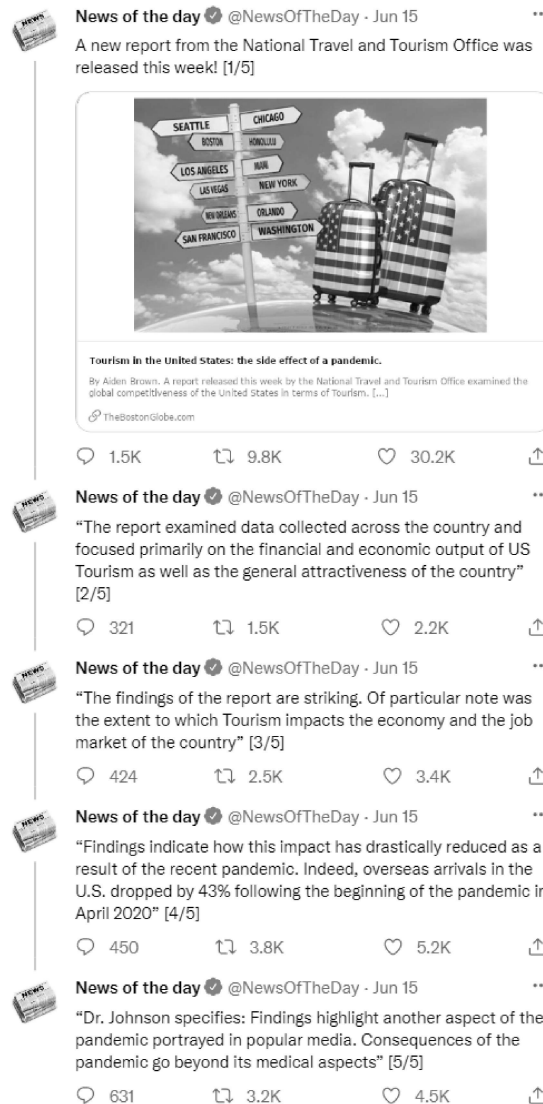 NEWS
News of the day @NewsOfTheDay · Jun 15
A new report from the National Travel and Tourism Office was
released this week! [1/5]
SEATTLE
CHICAGO
BOSTON
HONOLULU
LOS ANGELES
MIAMI
LAS VEGAS
NEW YORK
NEW ORLEANS
ORLANDO
SAN FRANCISCO
WASHINGTON
Tourism in the United States: the side effect of a pandemic.
By Aiden Brown. A report released this week by the National Travel and Tourism Office examined the
global competitiveness of the United States in terms of Tourism. [...]
TheBostonGlobe.com
1.5K 9.8K 30.2K
NEWS
News of the day @NewsOfTheDay · Jun 15
“The report examined data collected across the country and
focused primarily on the financial and economic output of US
Tourism as well as the general attractiveness of the country”
[2/5]
321 1.5K 2.2K
NEWS
News of the day @NewsOfTheDay · Jun 15
“The findings of the report are striking. Of particular note was
the extent to which Tourism impacts the economy and the job
market of the country” [3/5]
424 2.5K 3.4K
NEWS
News of the day @NewsOfTheDay · Jun 15
“Findings indicate how this impact has drastically reduced as a
result of the recent pandemic. Indeed, overseas arrivals in the
U.S. dropped by 43% following the beginning of the pandemic in
April 2020” [4/5]
450 3.8K 5.2K
NEWS
News of the day @NewsOfTheDay · Jun 15
“Dr. Johnson specifies: Findings highlight another aspect of the
pandemic portrayed in popular media. Consequences of the
pandemic go beyond its medical aspects” [5/5]
631 3.2K 4.5K